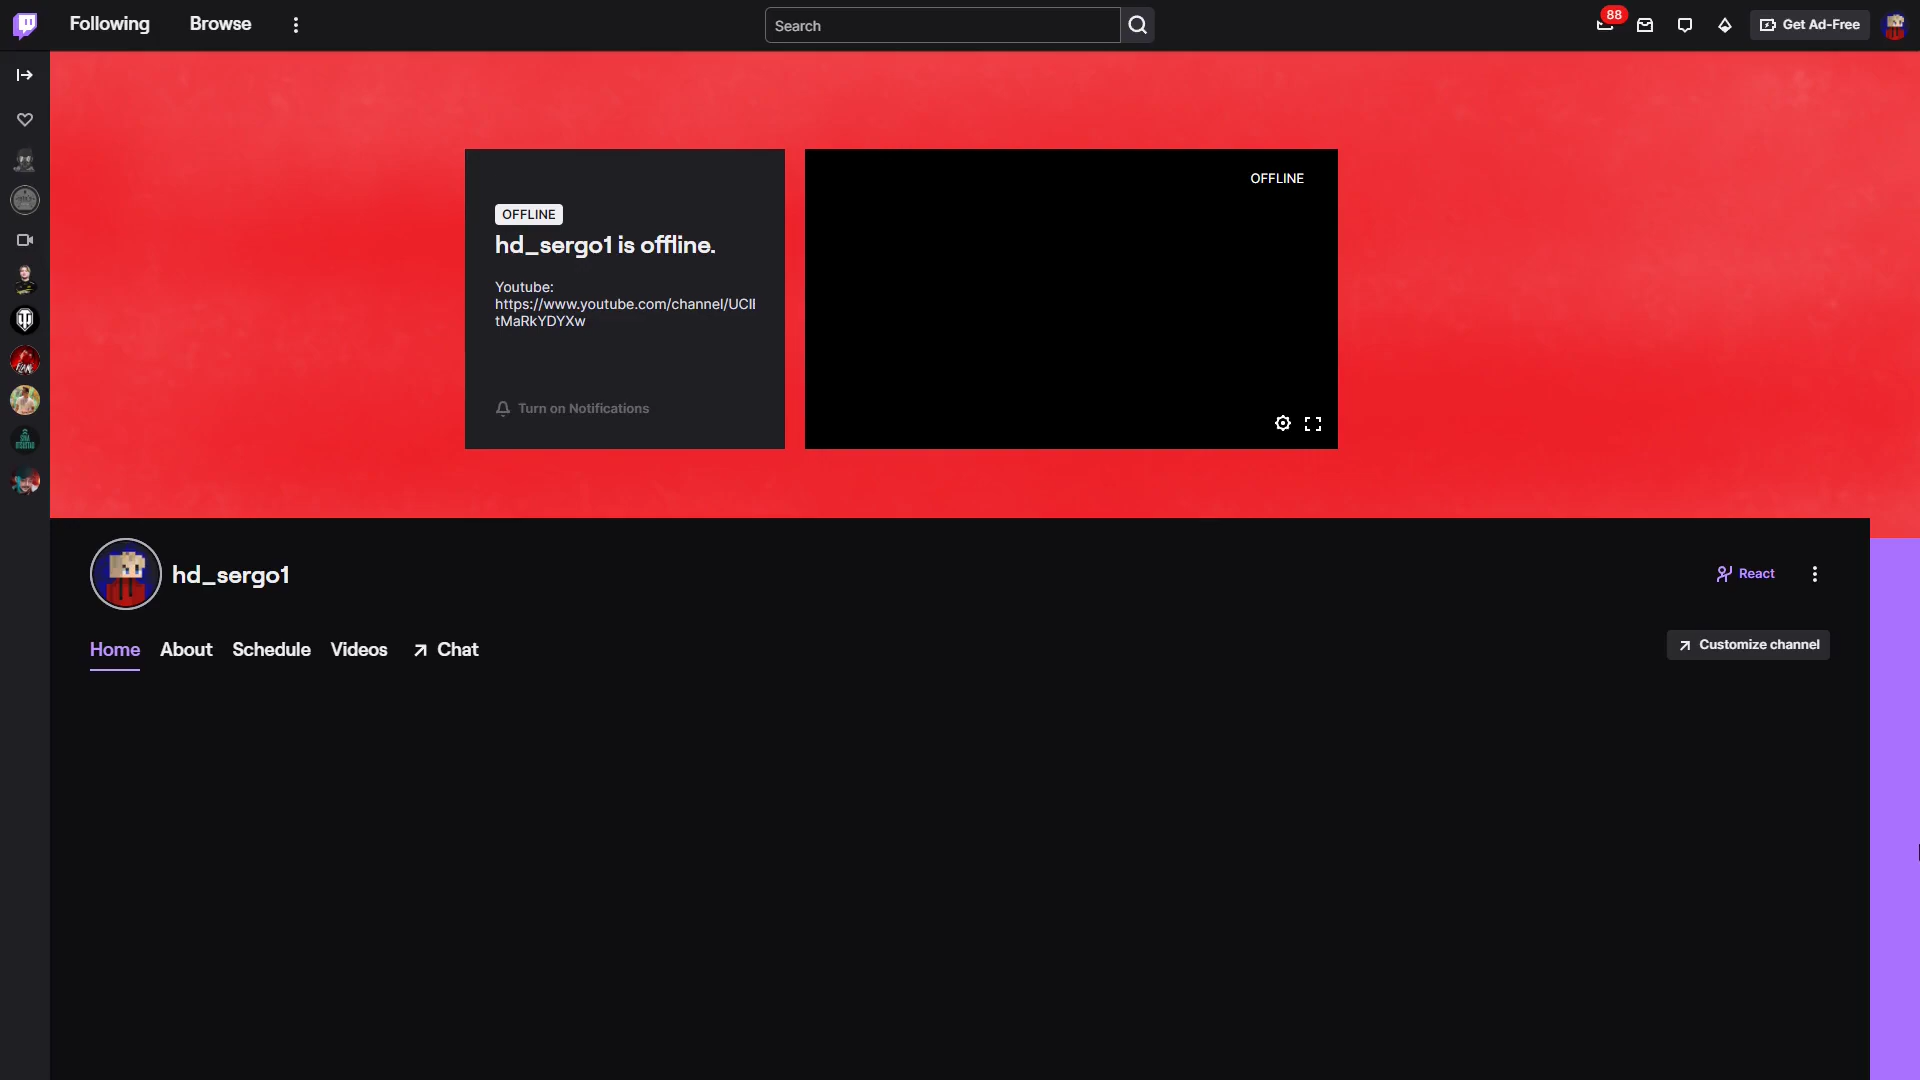 Following
Browse
Search
88
Get Ad-Free
OFFLINE
hd_sergo1 is offline.
Youtube:
https://www.youtube.com/channel/UCII
tMaRkYDYXw
Turn on Notifications
OFFLINE
hd_sergo1
React
Home
About
Schedule
Videos
Chat
Customize channel